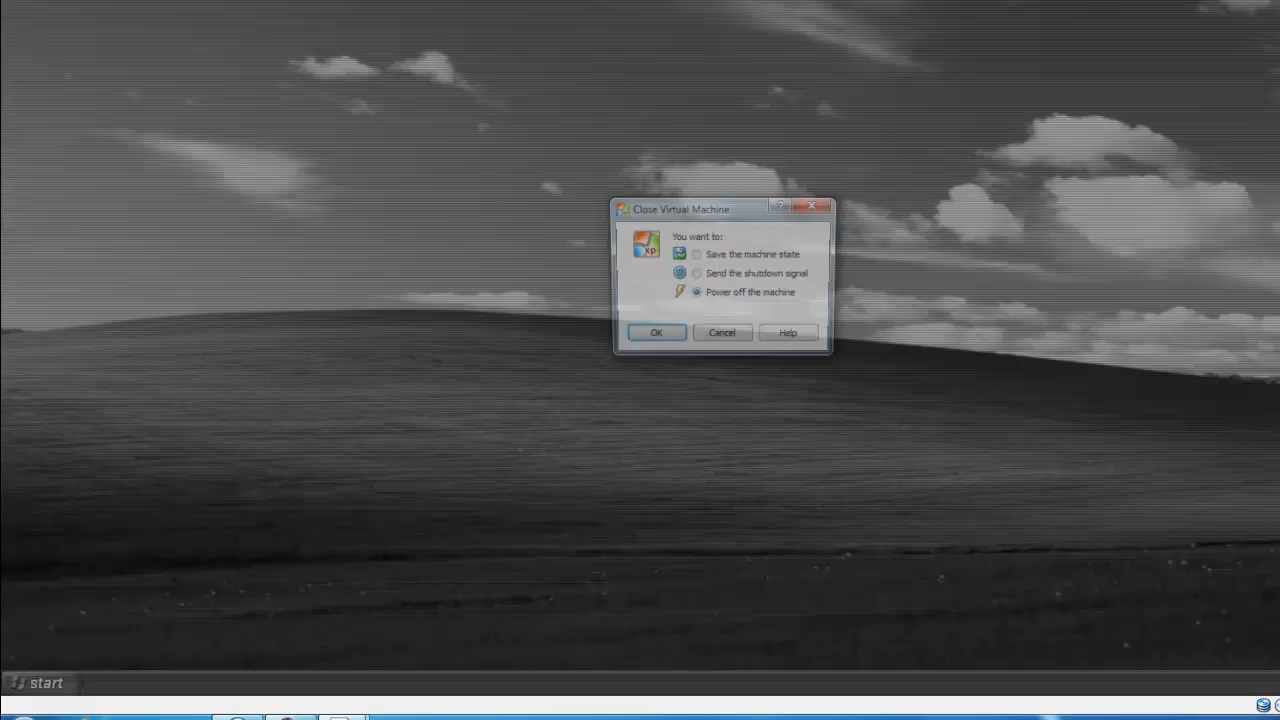 Close Virtual Machine
?
X
xp
You want to:
Save the machine state
Send the shutdown signal
Power off the machine
OK Cancel Help
start